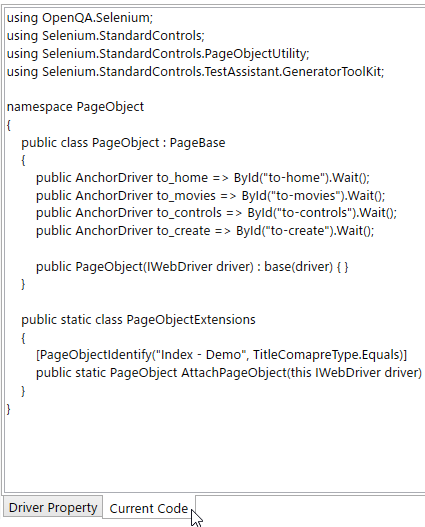 using OpenQA.Selenium;
using Selenium.StandardControls;
using Selenium.StandardControls.PageObjectUtility;
using Selenium.StandardControls.TestAssistant.GeneratorToolKit;

namespace PageObject
{
    public class PageObject : PageBase
    {
        public AnchorDriver to_home => ById("to-home").Wait();
        public AnchorDriver to_movies => ById("to-movies").Wait();
        public AnchorDriver to_controls => ById("to-controls").Wait();
        public AnchorDriver to_create => ById("to-create").Wait();

        public PageObject(IWebDriver driver) : base(driver) { }
    }

    public static class PageObjectExtensions
    {
        [PageObjectIdentify("Index - Demo", TitleComapreType.Equals)]
        public static PageObject AttachPageObject(this IWebDriver driver)
    }
}
Driver Property
Current Code